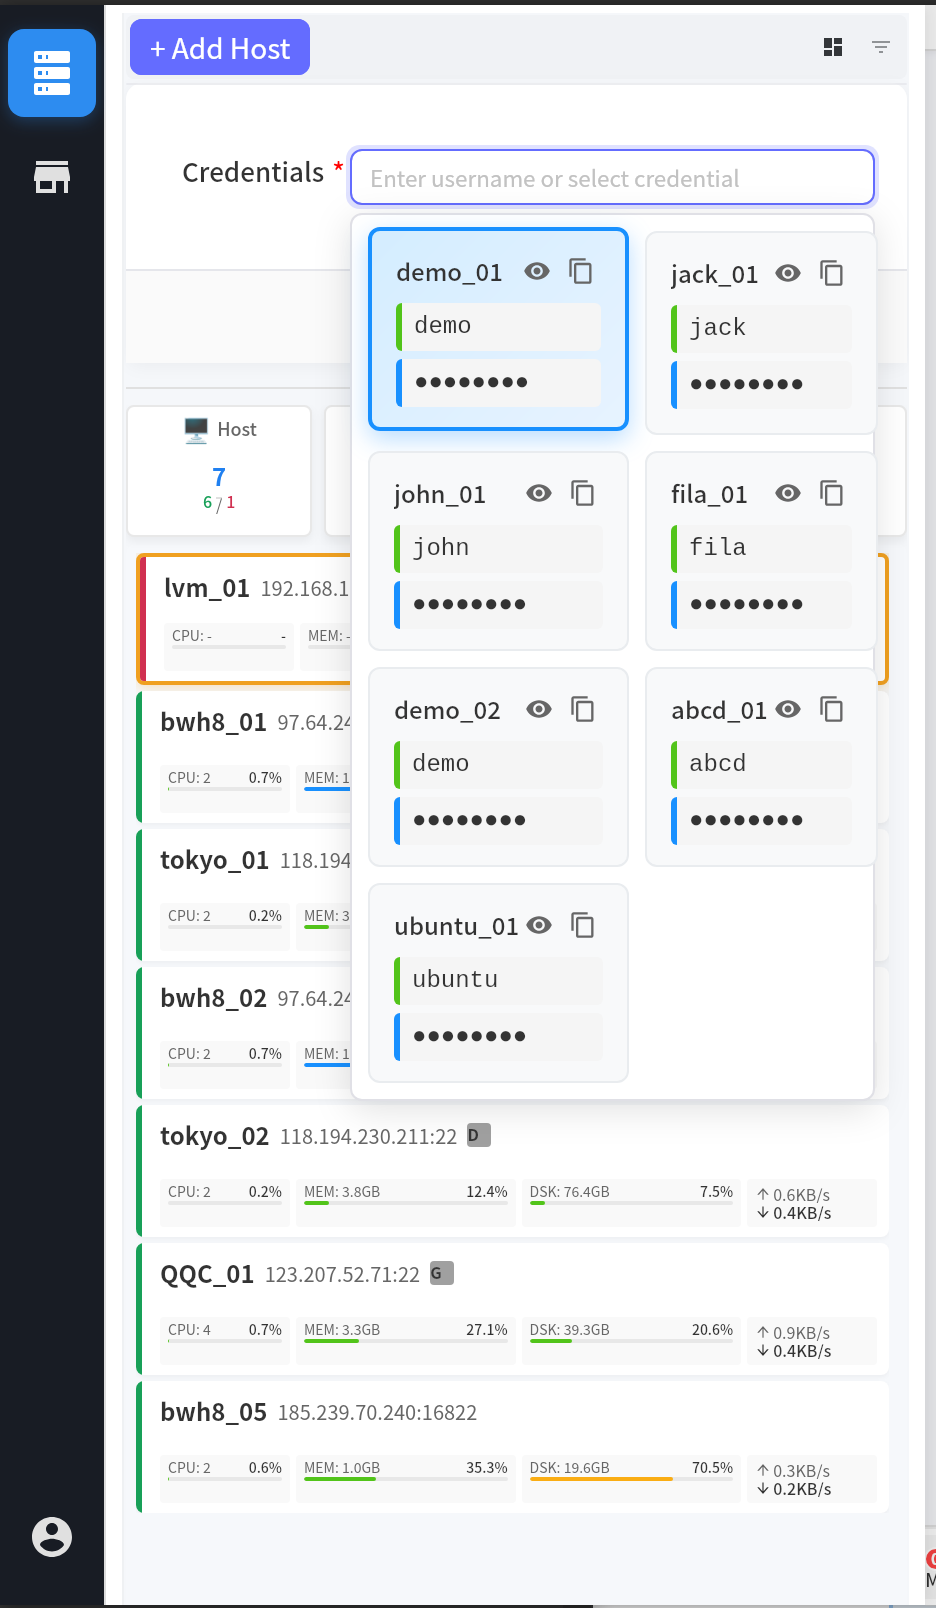 + Add Host
Credentials *
Enter username or select credential
demo_01
demo
●●●●●●●●
jack_01
jack
●●●●●●●●
john_01
john
●●●●●●●●
fila_01
fila
●●●●●●●●
demo_02
demo
●●●●●●●●
abcd_01
abcd
●●●●●●●●
ubuntu_01
ubuntu
●●●●●●●●
Host
7
6 / 1
lvm_01 192.168.1
CPU: - -
MEM: -
bwh8_01 97.64.24
CPU: 2 0.7%
MEM: 1
tokyo_01 118.194
CPU: 2 0.2%
MEM: 3
bwh8_02 97.64.24
CPU: 2 0.7%
MEM: 1
tokyo_02 118.194.230.211:22 D
CPU: 2 0.2%
MEM: 3.8GB 12.4%
DSK: 76.4GB 7.5%
↑ 0.6KB/s
↓ 0.4KB/s
QQC_01 123.207.52.71:22 G
CPU: 4 0.7%
MEM: 3.3GB 27.1%
DSK: 39.3GB 20.6%
↑ 0.9KB/s
↓ 0.4KB/s
bwh8_05 185.239.70.240:16822
CPU: 2 0.6%
MEM: 1.0GB 35.3%
DSK: 19.6GB 70.5%
↑ 0.3KB/s
↓ 0.2KB/s